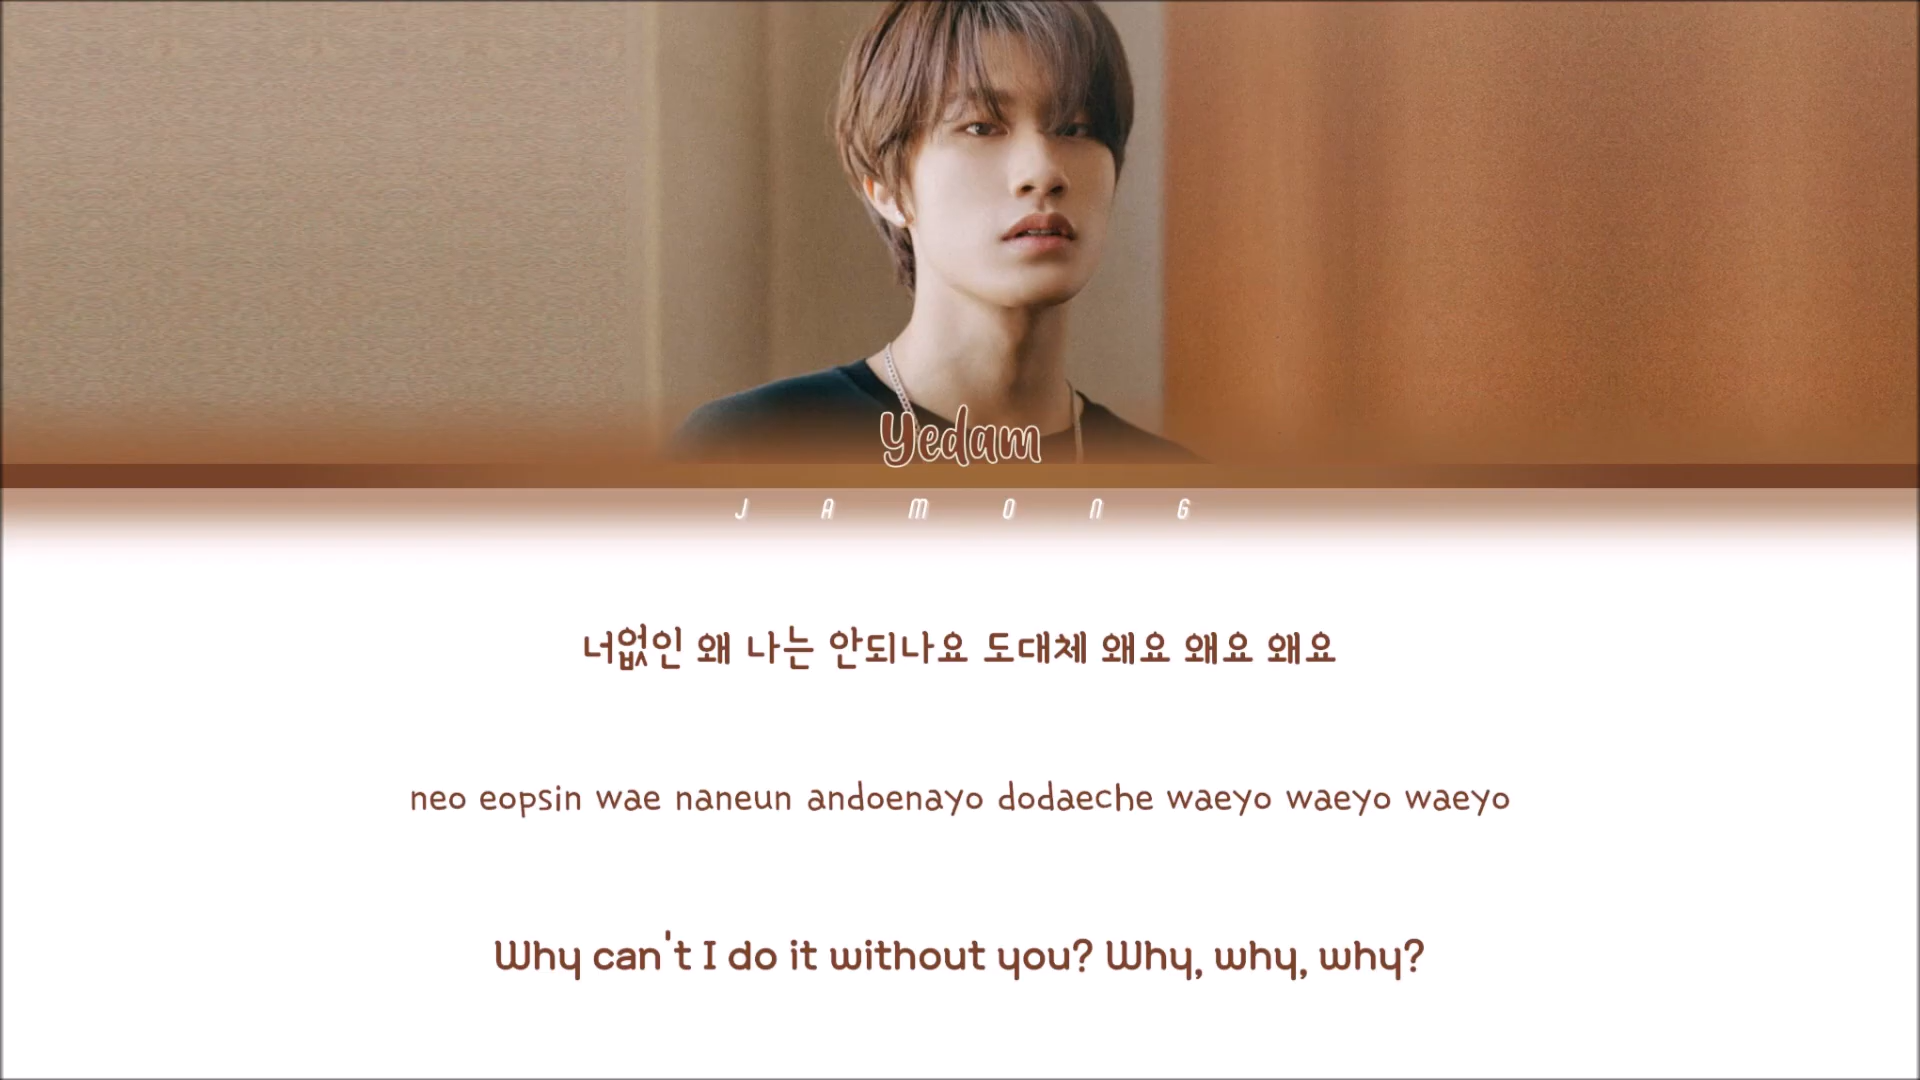 Yedam
JAMONG
너없인 왜 나는 안되나요 도대체 왜요 왜요 왜요
neo eopsin wae naneun andoenayo dodaeche waeyo waeyo waeyo
Why can't I do it without you? Why, why, why?